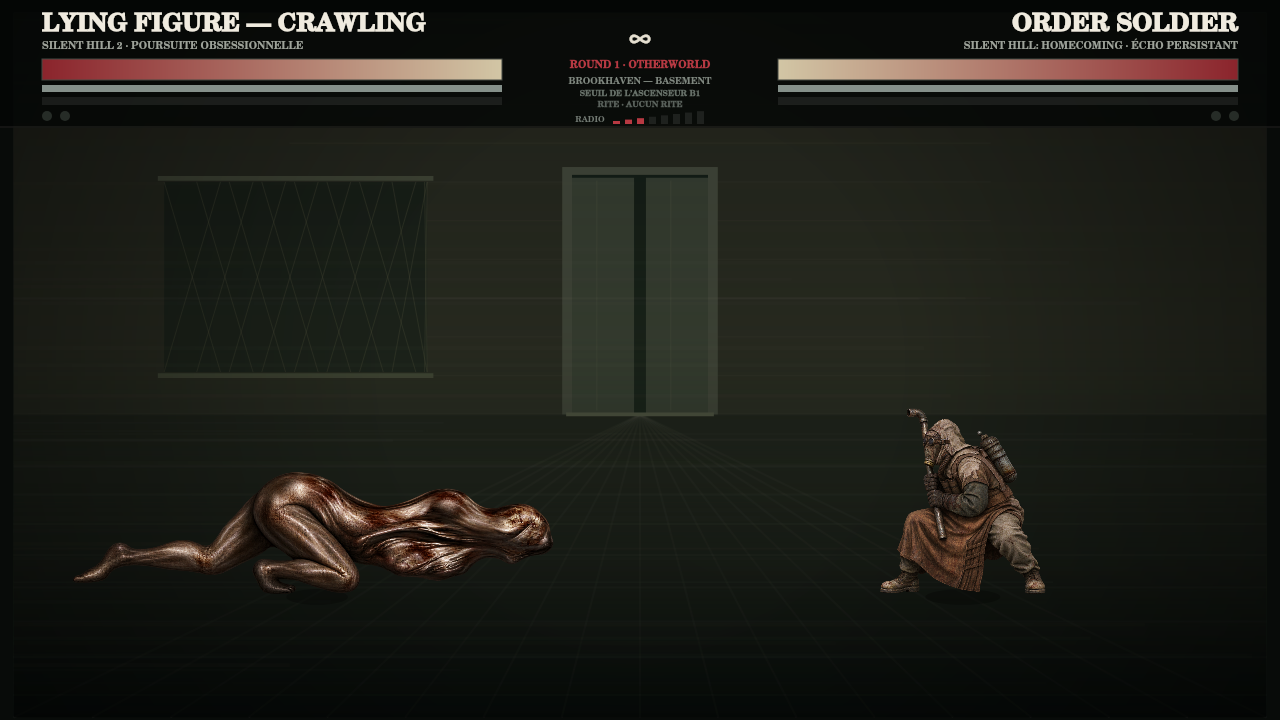 LYING FIGURE — CRAWLING
SILENT HILL 2 · POURSUITE OBSESSIONNELLE
∞
ROUND 1 · OTHERWORLD
BROOKHAVEN — BASEMENT
SEUIL DE L'ASCENSEUR B1
RITE · AUCUN RITE
RADIO
ORDER SOLDIER
SILENT HILL: HOMECOMING · ÉCHO PERSISTANT